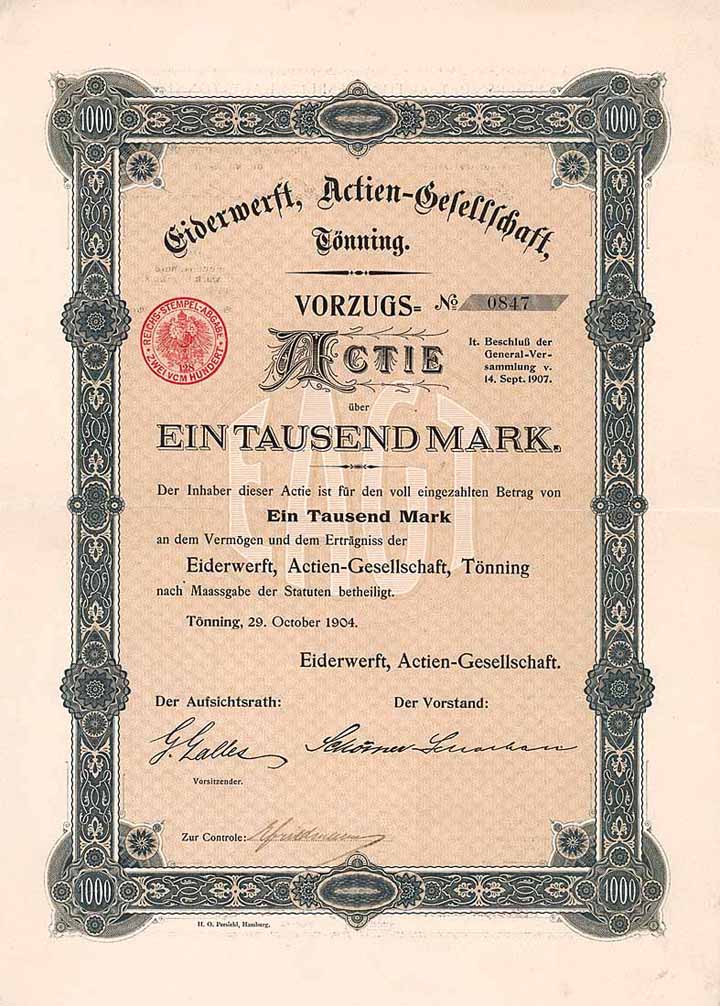 1000 1000
Eiderwerft, Actien-Gesellschaft,
Tönning.
VORZUGS= No 0847
ACTIE
lt. Beschluß der
General-Ver-
sammlung v.
14. Sept. 1907.
REICHS-STEMPEL-ABGABE
128
ZWEI VOM HUNDERT
über
EIN TAUSEND MARK.
EAGT
Der Inhaber dieser Actie ist für den voll eingezahlten Betrag von
Ein Tausend Mark
an dem Vermögen und dem Erträgniss der
Eiderwerft, Actien-Gesellschaft, Tönning
nach Maassgabe der Statuten betheiligt.
Tönning, 29. October 1904.
Eiderwerft, Actien-Gesellschaft.
Der Aufsichtsrath: Der Vorstand:
Vorsitzender.
Zur Controle:
1000 1000
H. O. Persiehl, Hamburg.